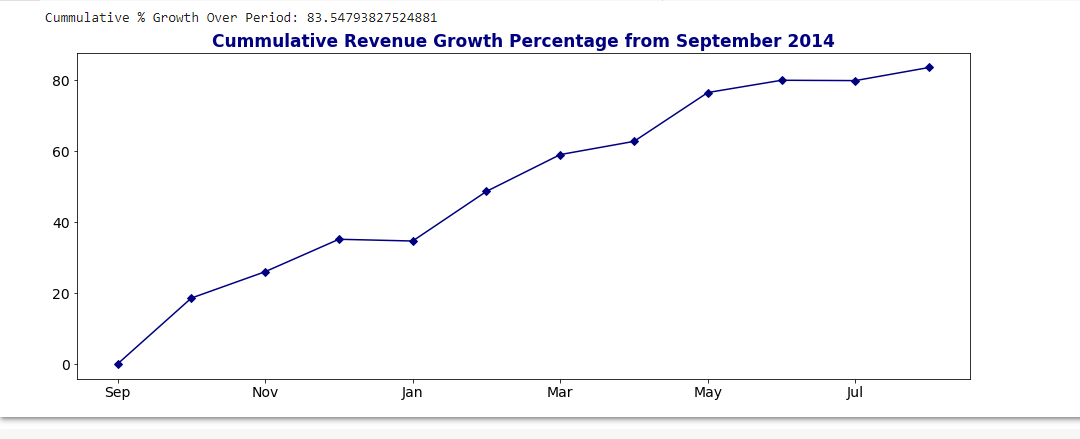 Cummulative % Growth Over Period: 83.54793827524881
Cummulative Revenue Growth Percentage from September 2014
80
60
40
20
0
Sep Nov Jan Mar May Jul